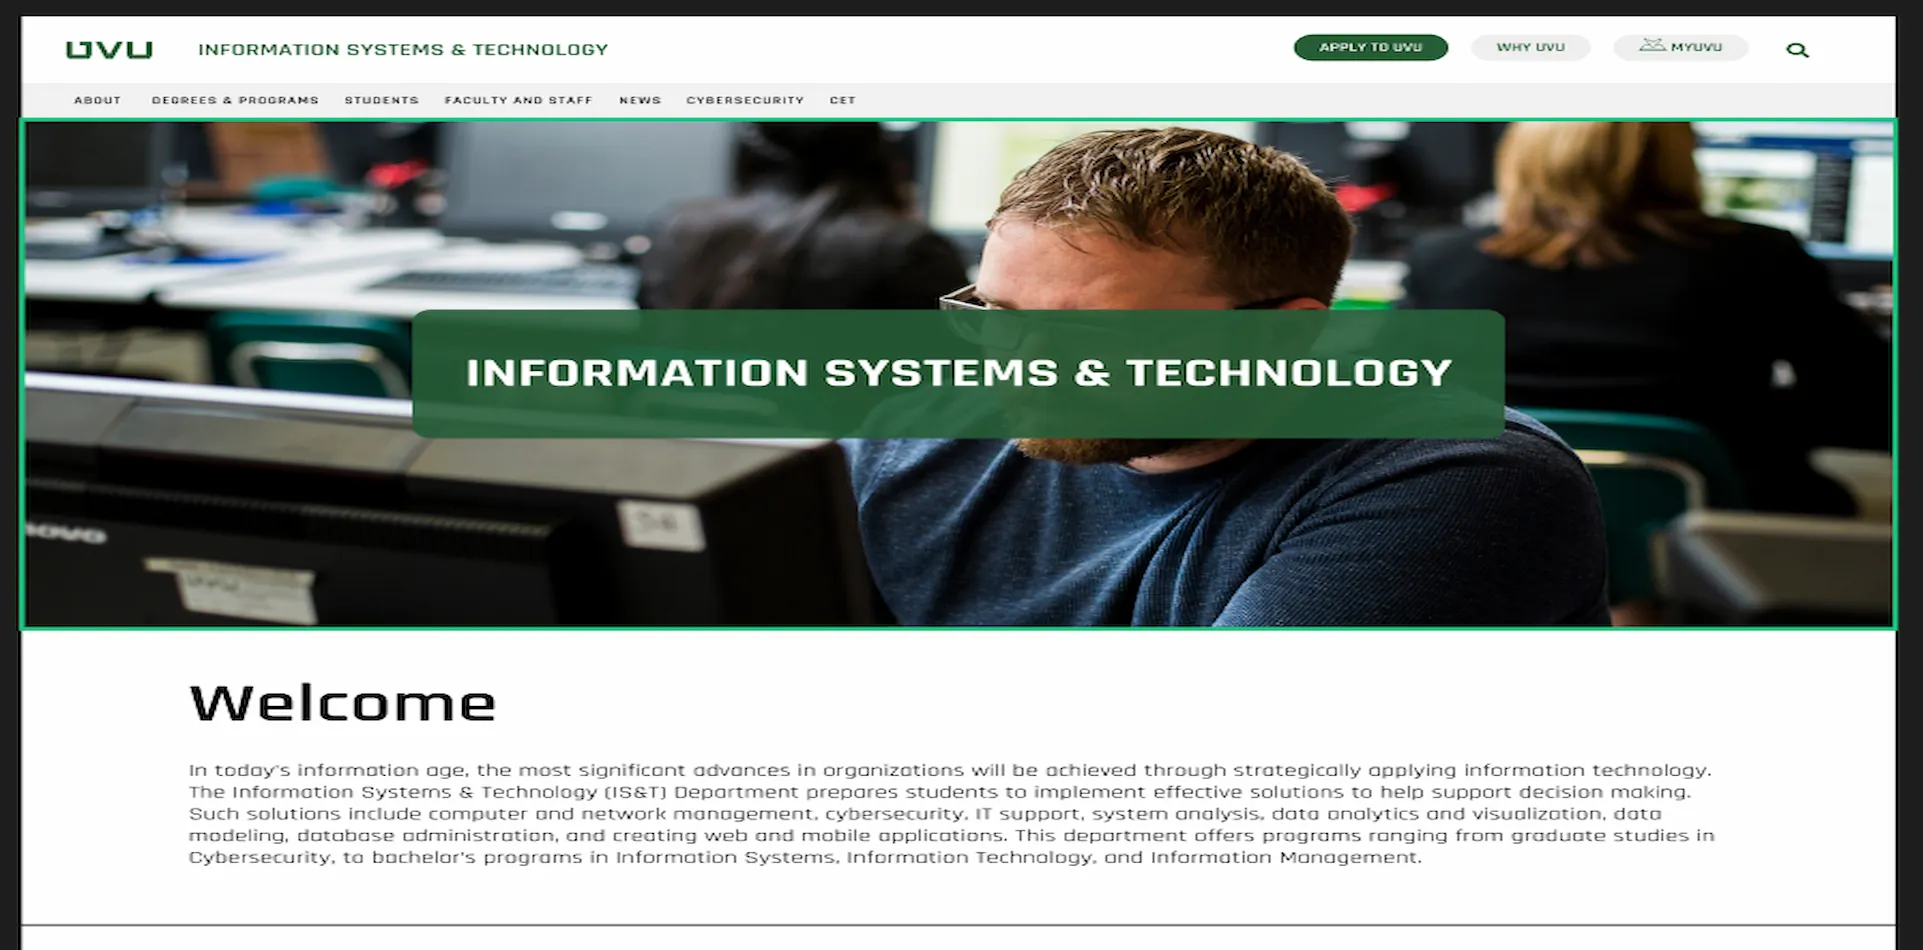 UVU INFORMATION SYSTEMS & TECHNOLOGY APPLY TO UVU WHY UVU MYUVU
ABOUT DEGREES & PROGRAMS STUDENTS FACULTY AND STAFF NEWS CYBERSECURITY CET
INFORMATION SYSTEMS & TECHNOLOGY
Welcome
In today's information age, the most significant advances in organizations will be achieved through strategically applying information technology.
The Information Systems & Technology (IS&T) Department prepares students to implement effective solutions to help support decision making.
Such solutions include computer and network management, cybersecurity, IT support, system analysis, data analytics and visualization, data
modeling, database administration, and creating web and mobile applications. This department offers programs ranging from graduate studies in
Cybersecurity, to bachelor's programs in Information Systems, Information Technology, and Information Management.